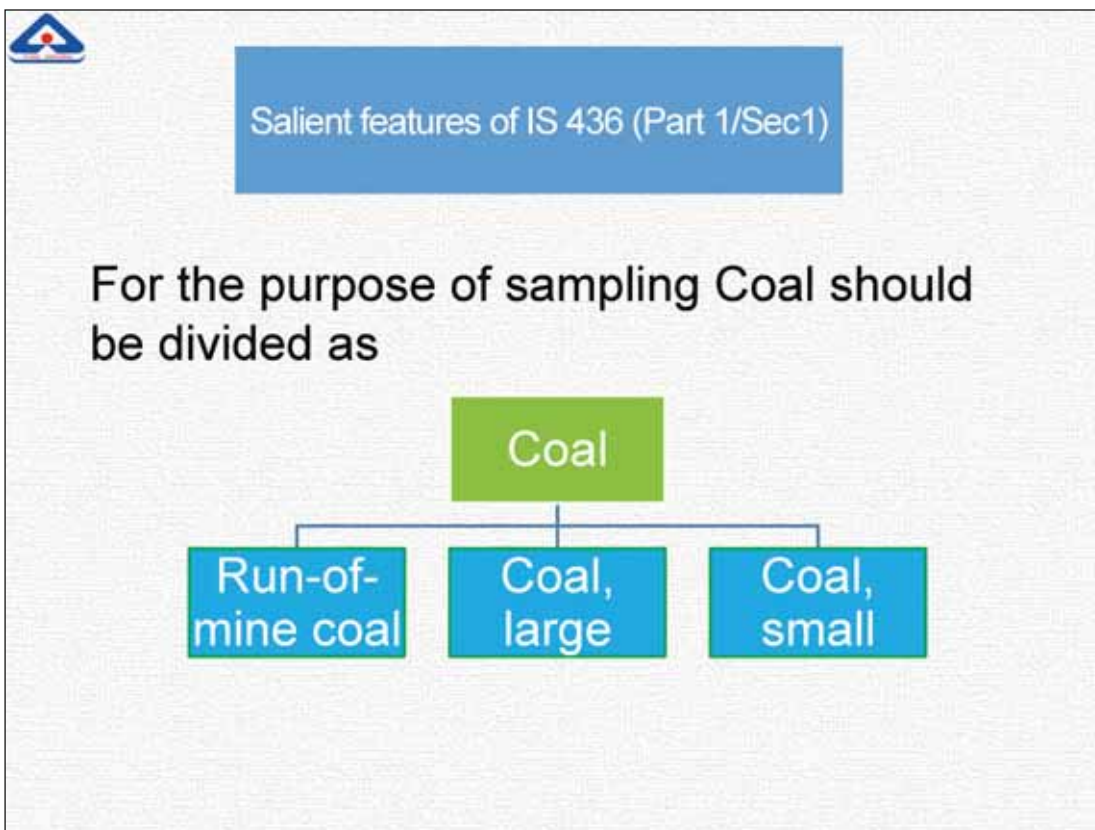 Salient features of IS 436 (Part 1/Sec1)
For the purpose of sampling Coal should
be divided as
Coal
Run-of-
mine coal
Coal,
large
Coal,
small